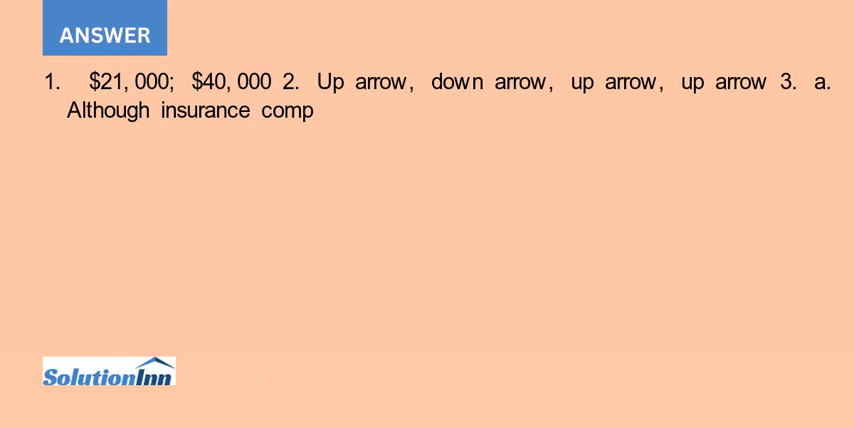 ANSWER
1. $21, 000; $40, 000 2. Up arrow, down arrow, up arrow, up arrow 3. a.
Although insurance comp
SolutionInn